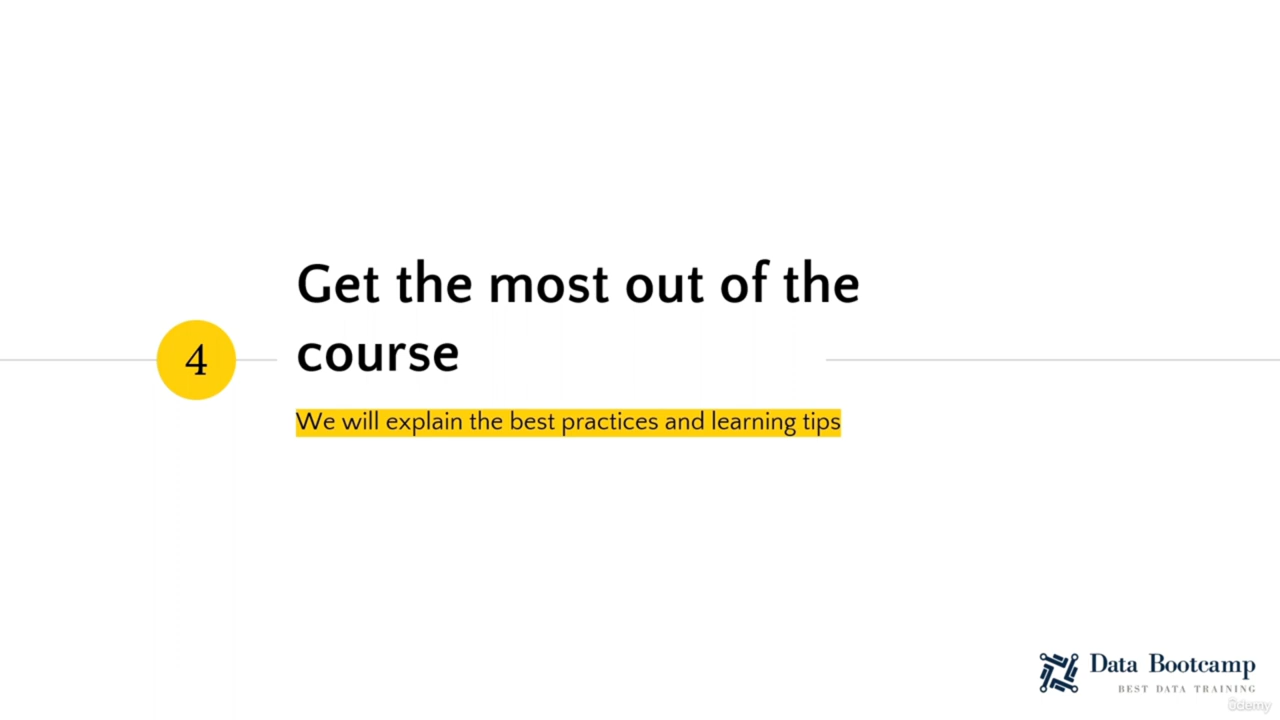 4
Get the most out of the
course
We will explain the best practices and learning tips
Data Bootcamp
BEST DATA TRAINING
ûdemy